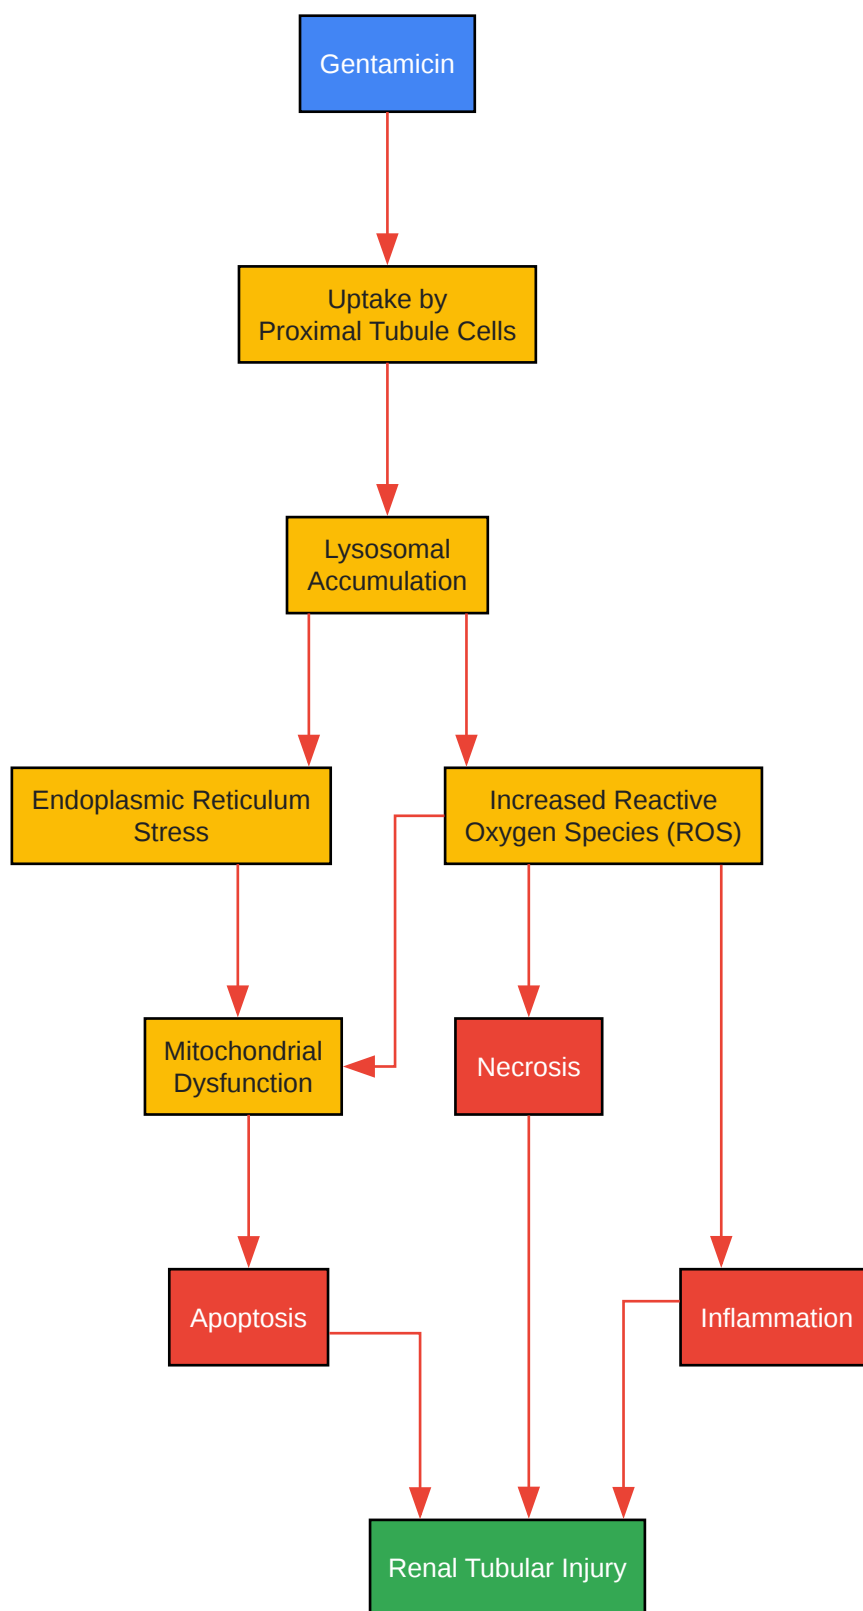 Gentamicin
Uptake by
Proximal Tubule Cells
Lysosomal
Accumulation
Endoplasmic Reticulum
Stress
Increased Reactive
Oxygen Species (ROS)
Mitochondrial
Dysfunction
Necrosis
Apoptosis
Inflammation
Renal Tubular Injury